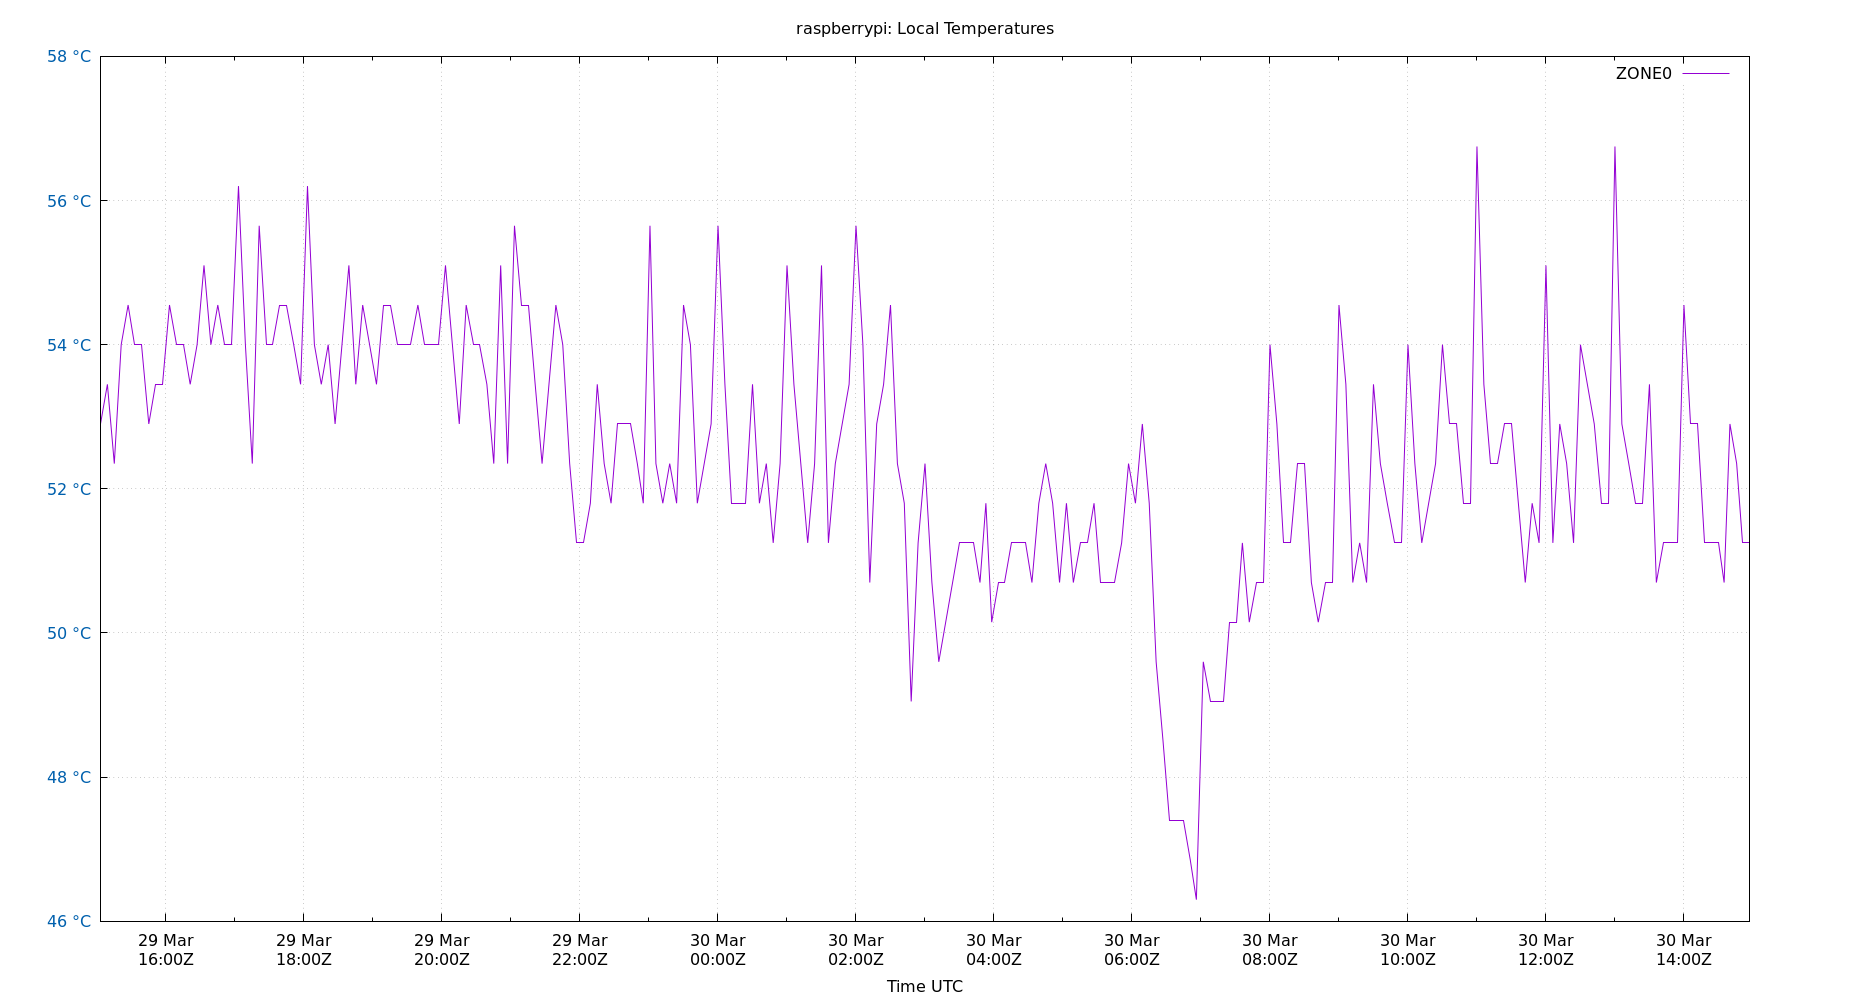 raspberrypi: Local Temperatures
58 °C
ZONE0
56 °C
54 °C
52 °C
50 °C
48 °C
46 °C
29 Mar 29 Mar 29 Mar 29 Mar 30 Mar 30 Mar 30 Mar 30 Mar 30 Mar 30 Mar 30 Mar 30 Mar
16:00Z 18:00Z 20:00Z 22:00Z 00:00Z 02:00Z 04:00Z 06:00Z 08:00Z 10:00Z 12:00Z 14:00Z
Time UTC